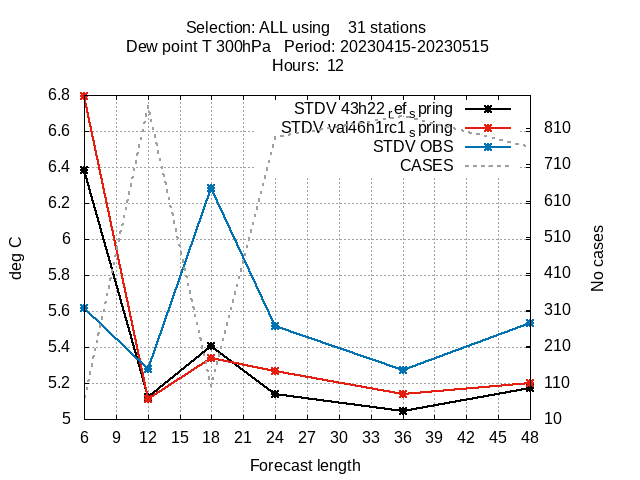 Selection: ALL using    31 stations
Dew point T 300hPa   Period: 20230415-20230515
Hours:  12
STDV 43h22ref_spring
STDV val46h1rc1spring
STDV OBS
CASES
6.8
6.6
6.4
6.2
6
5.8
5.6
5.4
5.2
5
deg C
810
710
610
510
410
310
210
110
10
No cases
6 9 12 15 18 21 24 27 30 33 36 39 42 45 48
Forecast length